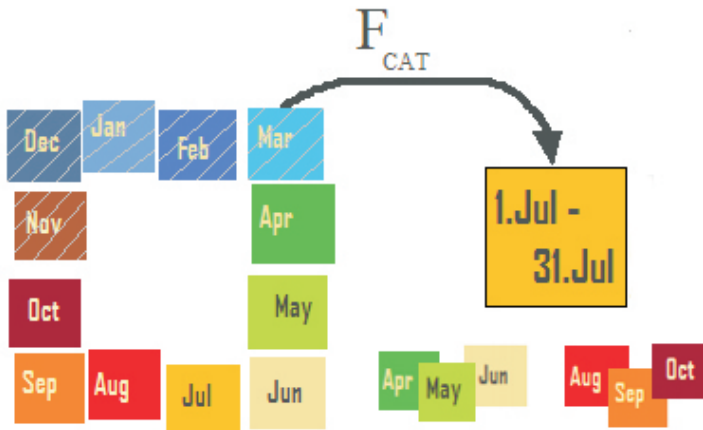 F
CAT
Dec
Jan
Feb
Mar
Nov
Apr
1.Jul -
31.Jul
Oct
May
Sep
Aug
Jul
Jun
Apr
May
Jun
Aug
Sep
Oct